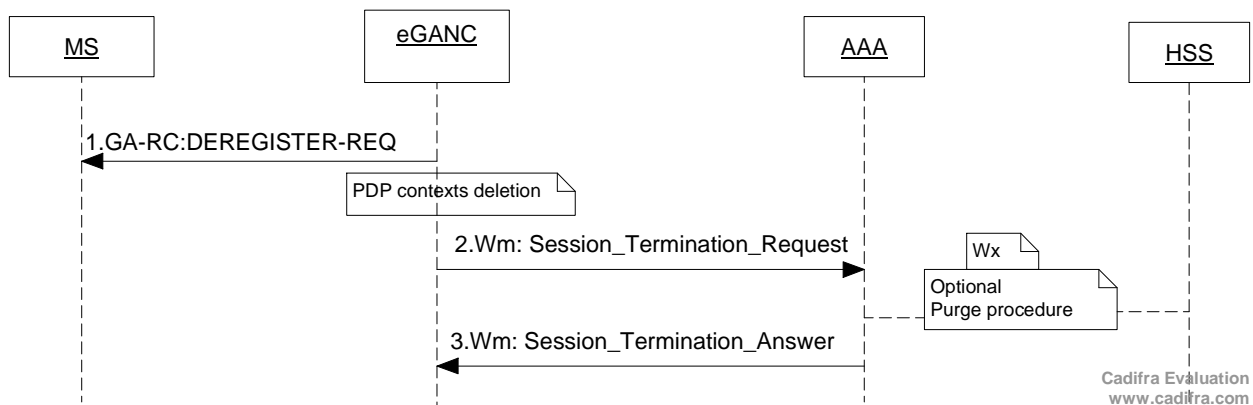 MS
eGANC
AAA
HSS
1.GA-RC:DEREGISTER-REQ
PDP contexts deletion
2.Wm: Session_Termination_Request
Wx
Optional
Purge procedure
3.Wm: Session_Termination_Answer
Cadifra Evaluation
www.cadifra.com